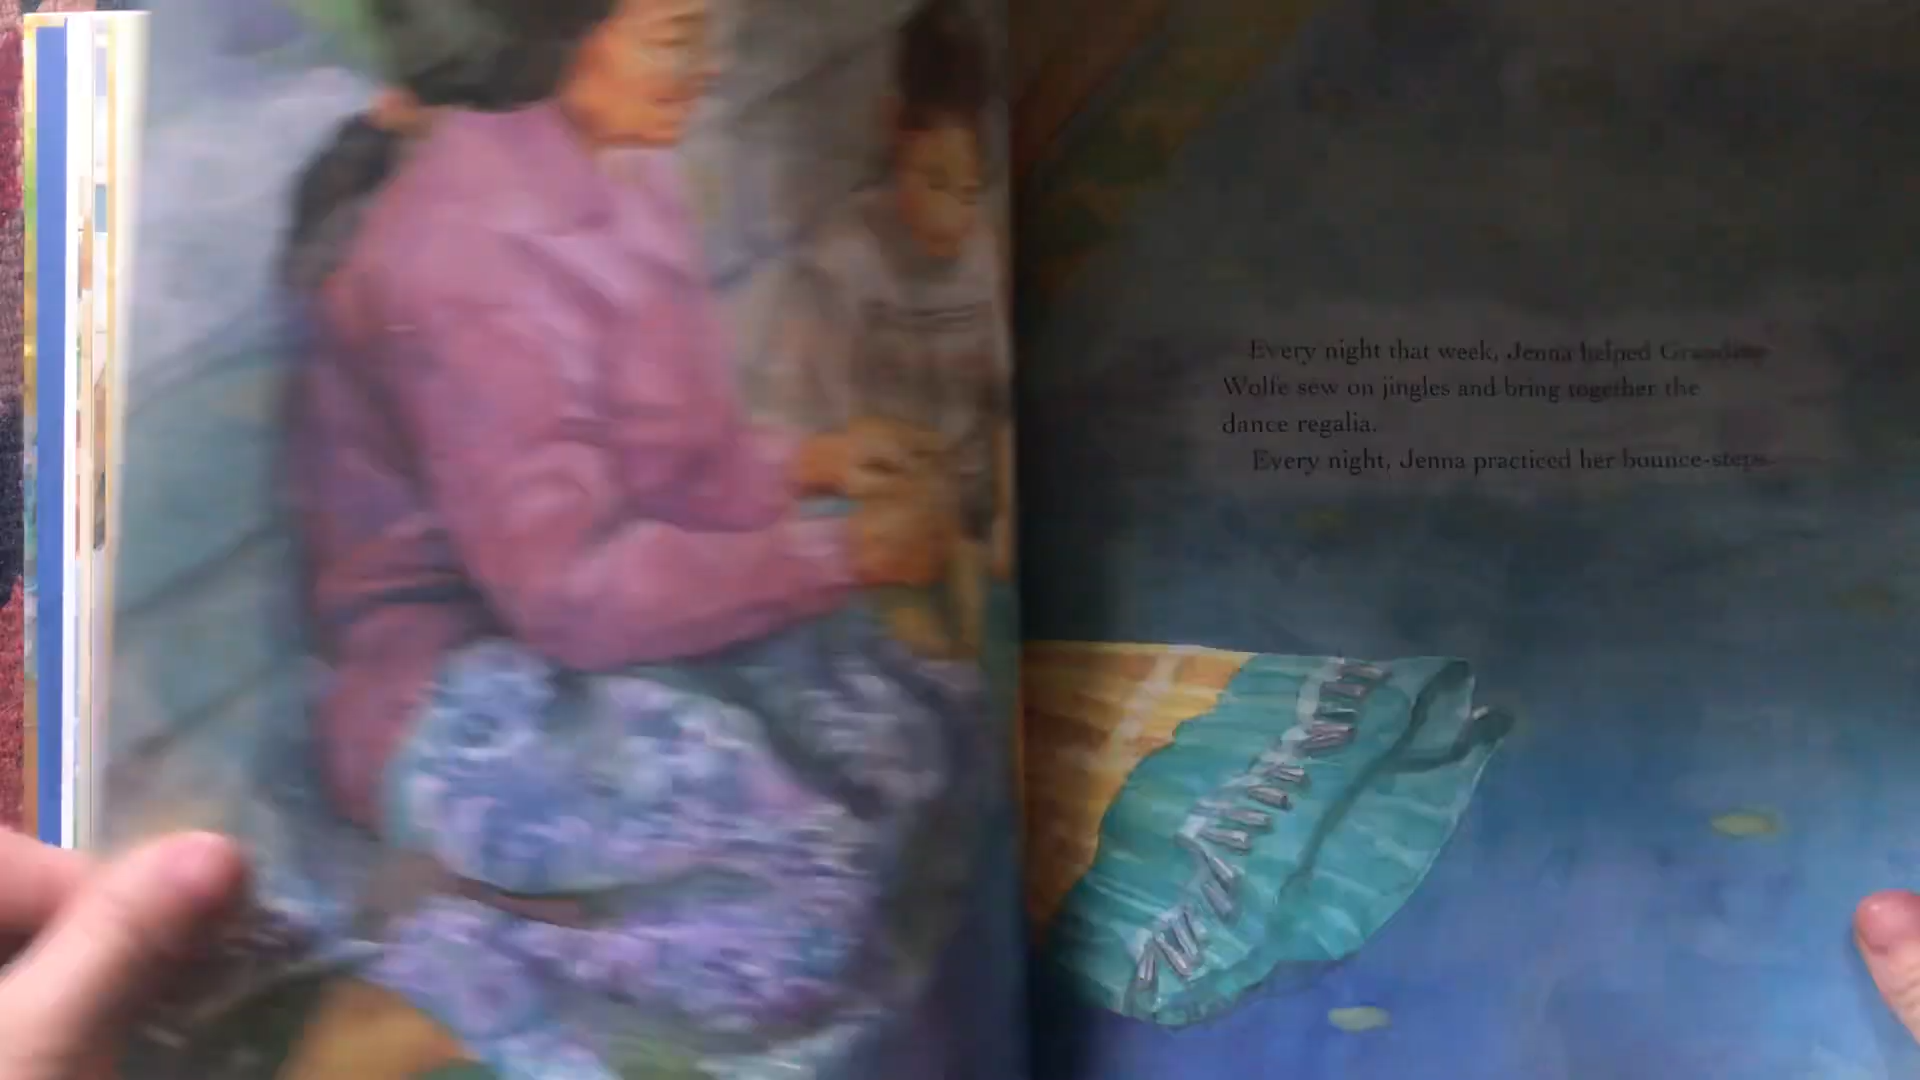 Every night that week, Jenna helped Grandma
Wolfe sew on jingles and bring together the
dance regalia.
Every night, Jenna practiced her bounce-steps.